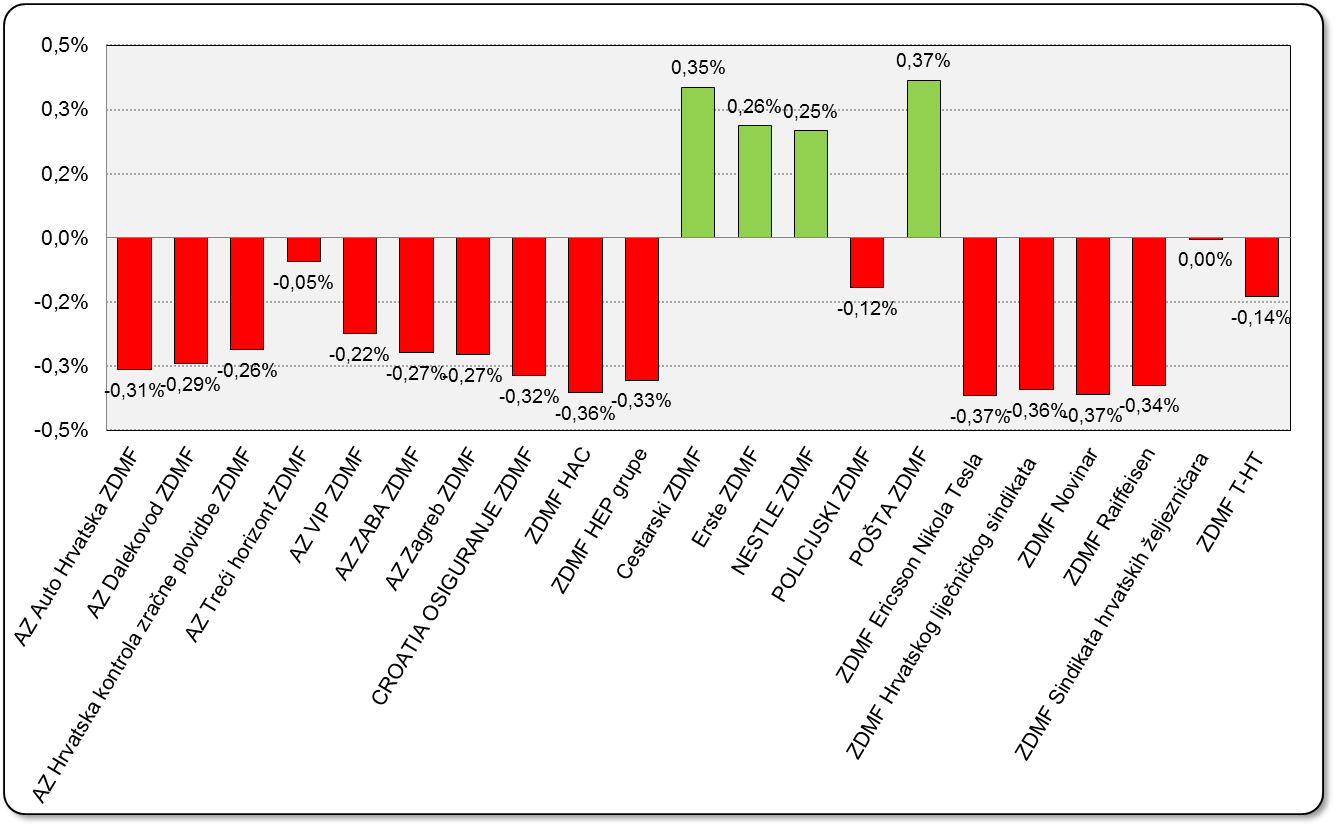 0,5%
0,3%
0,2%
0,0%
-0,2%
-0,3%
-0,5%
-0,31%
-0,29%
-0,26%
-0,05%
-0,22%
-0,27%
-0,27%
-0,32%
-0,36%
-0,33%
0,35%
0,26%
0,25%
-0,12%
0,37%
-0,37%
-0,36%
-0,37%
-0,34%
0,00%
-0,14%
AZ Auto Hrvatska ZDMF
AZ Dalekovod ZDMF
AZ Hrvatska kontrola zračne plovidbe ZDMF
AZ Treći horizont ZDMF
AZ VIP ZDMF
AZ ZABA ZDMF
AZ Zagreb ZDMF
CROATIA OSIGURANJE ZDMF
ZDMF HAC
ZDMF HEP grupe
Cestarski ZDMF
Erste ZDMF
NESTLE ZDMF
POLICIJSKI ZDMF
POŠTA ZDMF
ZDMF Ericsson Nikola Tesla
ZDMF Hrvatskog liječničkog sindikata
ZDMF Novinar
ZDMF Raiffeisen
ZDMF Sindikata hrvatskih željezničara
ZDMF T-HT